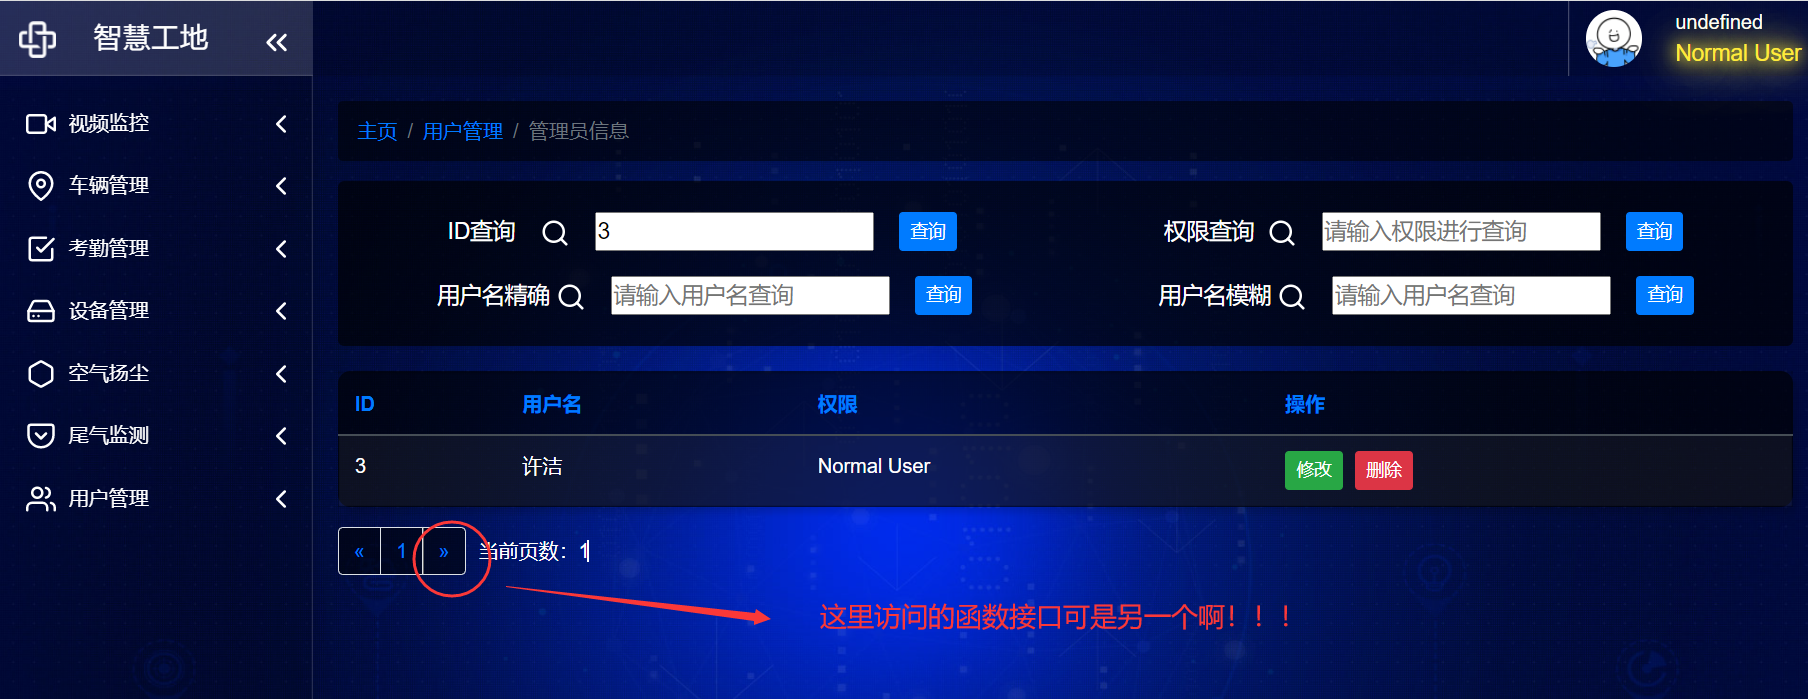 智慧工地
undefined
Normal User
视频监控
车辆管理
考勤管理
设备管理
空气扬尘
尾气监测
用户管理
主页 / 用户管理 / 管理员信息
ID查询 3 查询 权限查询 请输入权限进行查询 查询
用户名精确 请输入用户名查询 查询 用户名模糊 请输入用户名查询 查询
ID 用户名 权限 操作
3 许洁 Normal User 修改 删除
« 1 » 当前页数：1
这里访问的函数接口可是另一个啊！！！